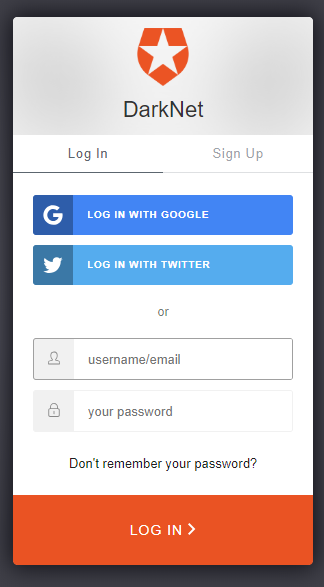 DarkNet
Log In
Sign Up
LOG IN WITH GOOGLE
LOG IN WITH TWITTER
or
username/email
your password
Don't remember your password?
LOG IN